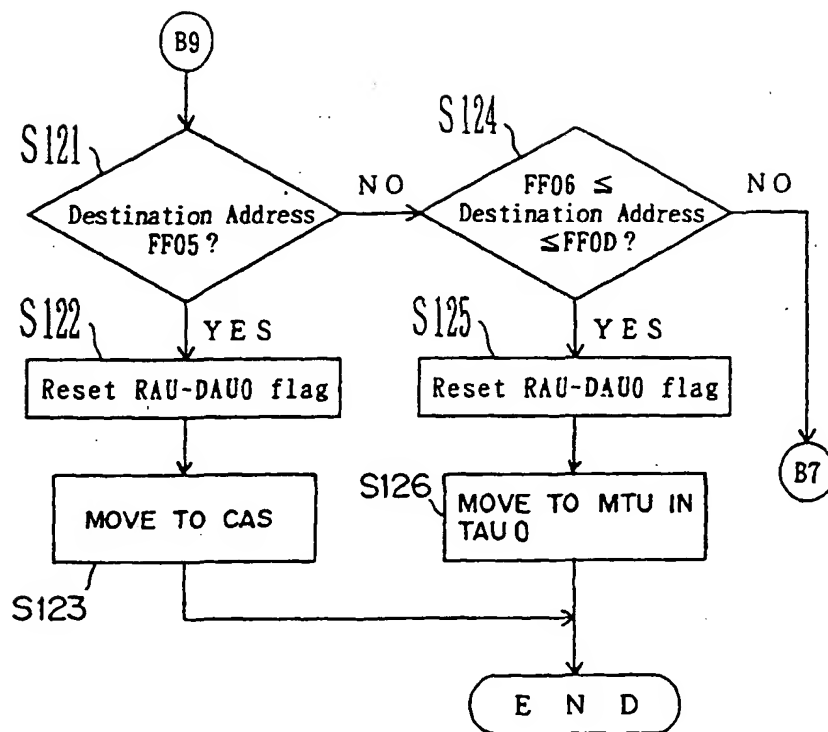 B9
S121
Destination Address
FF05?
NO
S124
FF06 ≦
Destination Address
≦FF0D?
NO
YES
S122
Reset RAU-DAU0 flag
YES
S125
Reset RAU-DAU0 flag
B7
MOVE TO CAS
S123
S126
MOVE TO MTU IN
TAU 0
END